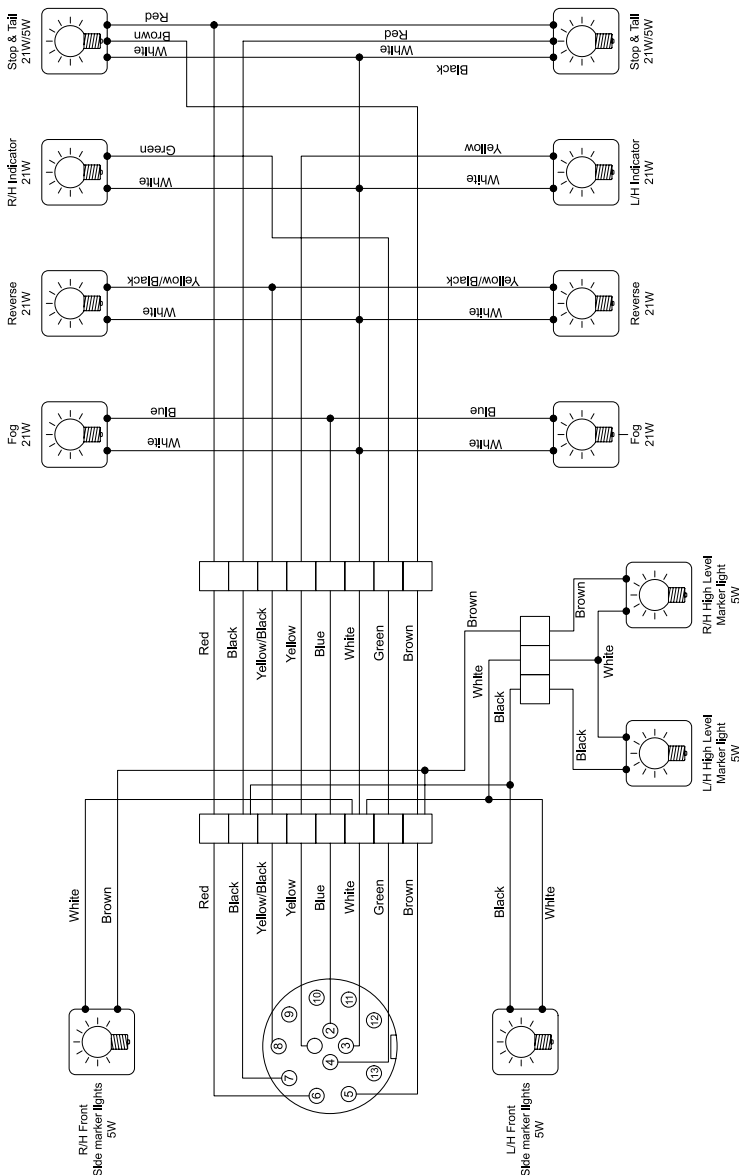 Stop & Tail
21W/5W
Red
Brown
White
Red
White
Black
Stop & Tail
21W/5W
R/H Indicator
21W
Green
White
Yellow
White
L/H Indicator
21W
Reverse
21W
Yellow/Black
White
Yellow/Black
White
Reverse
21W
Fog
21W
Blue
White
Blue
White
Fog
21W
Red
Black
Yellow/Black
Yellow
Blue
White
Green
Brown
Brown
White
Black
Brown
White
Black
R/H High Level
Marker light
5W
L/H High Level
Marker light
5W
White
Brown
Red
Black
Yellow/Black
Yellow
Blue
White
Green
Brown
Black
White
10
9
11
8
2
12
3
7
4
13
6
5
R/H Front
Side marker lights
5W
L/H Front
Side marker lights
5W